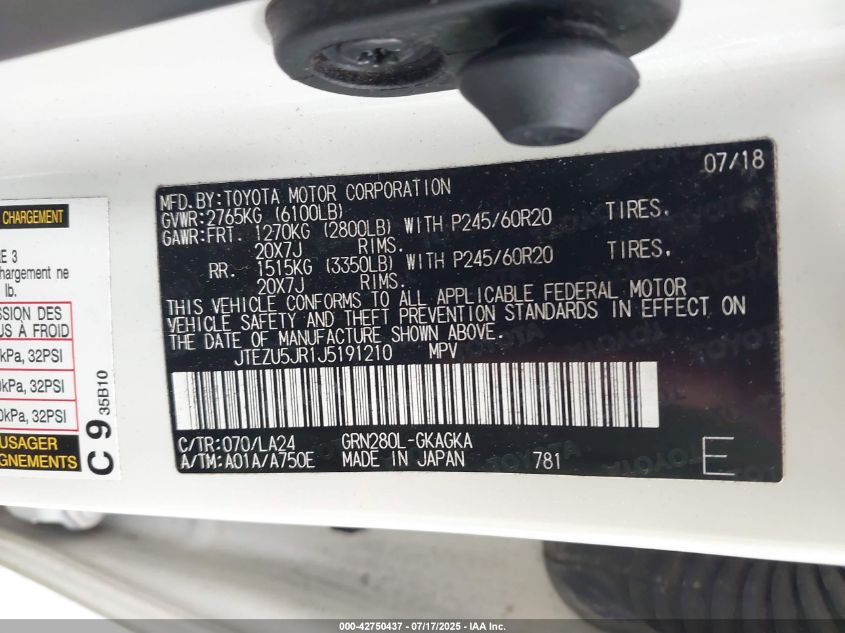 07/18
MFD.BY:TOYOTA MOTOR CORPORATION
GVWR:2765KG (6100LB)
GAWR:FRT. 1270KG (2800LB) WITH P245/60R20 TIRES.
20X7J RIMS.
RR. 1515KG (3350LB) WITH P245/60R20 TIRES.
20X7J RIMS.
THIS VEHICLE CONFORMS TO ALL APPLICABLE FEDERAL MOTOR
VEHICLE SAFETY AND THEFT PREVENTION STANDARDS IN EFFECT ON
THE DATE OF MANUFACTURE SHOWN ABOVE.
JTEZU5JR1J5191210 MPV
C/TR:070/LA24 GRN280L-GKAGKA
A/TM:A01A/A750E MADE IN JAPAN 781 E
CHARGEMENT
E 3
chargement ne
lb.
SSION DES
US À FROID
kPa, 32PSI
0kPa, 32PSI
0kPa, 32PSI
USAGER
GNEMENTS
C 9 35B10
000-42750437 - 07/17/2025 - IAA Inc.